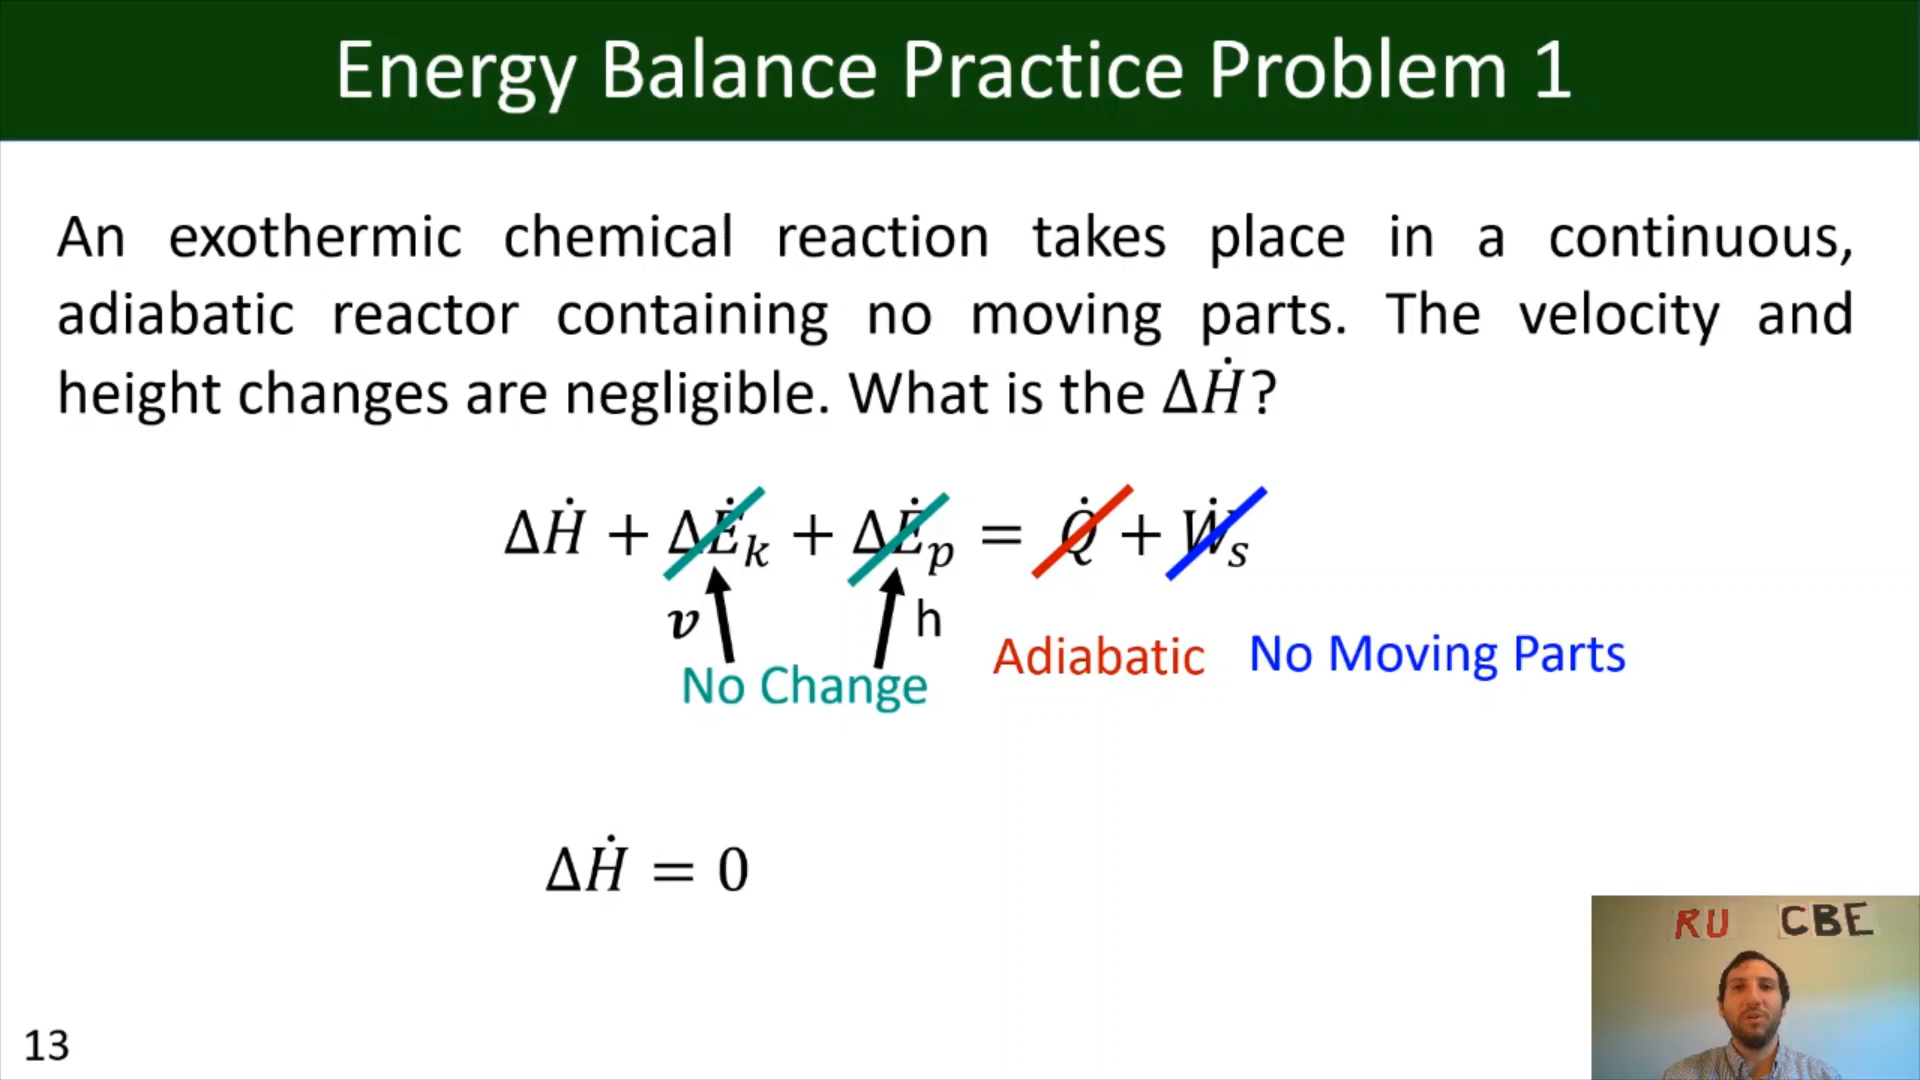 Energy Balance Practice Problem 1
An exothermic chemical reaction takes place in a continuous,
adiabatic reactor containing no moving parts. The velocity and
height changes are negligible. What is the ΔḢ?
ΔḢ + ΔĖₖ + ΔĖₚ = Q̇ + Ẇₛ
v h
No Change Adiabatic No Moving Parts
ΔḢ = 0
RU CBE
13